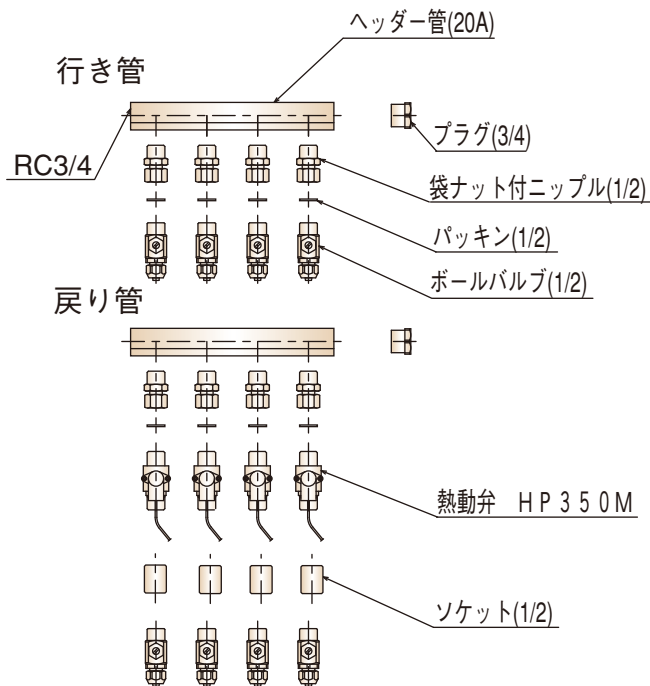 ヘッダー管(20A)
行き管
プラグ(3/4)
RC3/4
袋ナット付ニップル(1/2)
パッキン(1/2)
ボールバルブ(1/2)
戻り管
熱動弁　ＨＰ３５０Ｍ
ソケット(1/2)